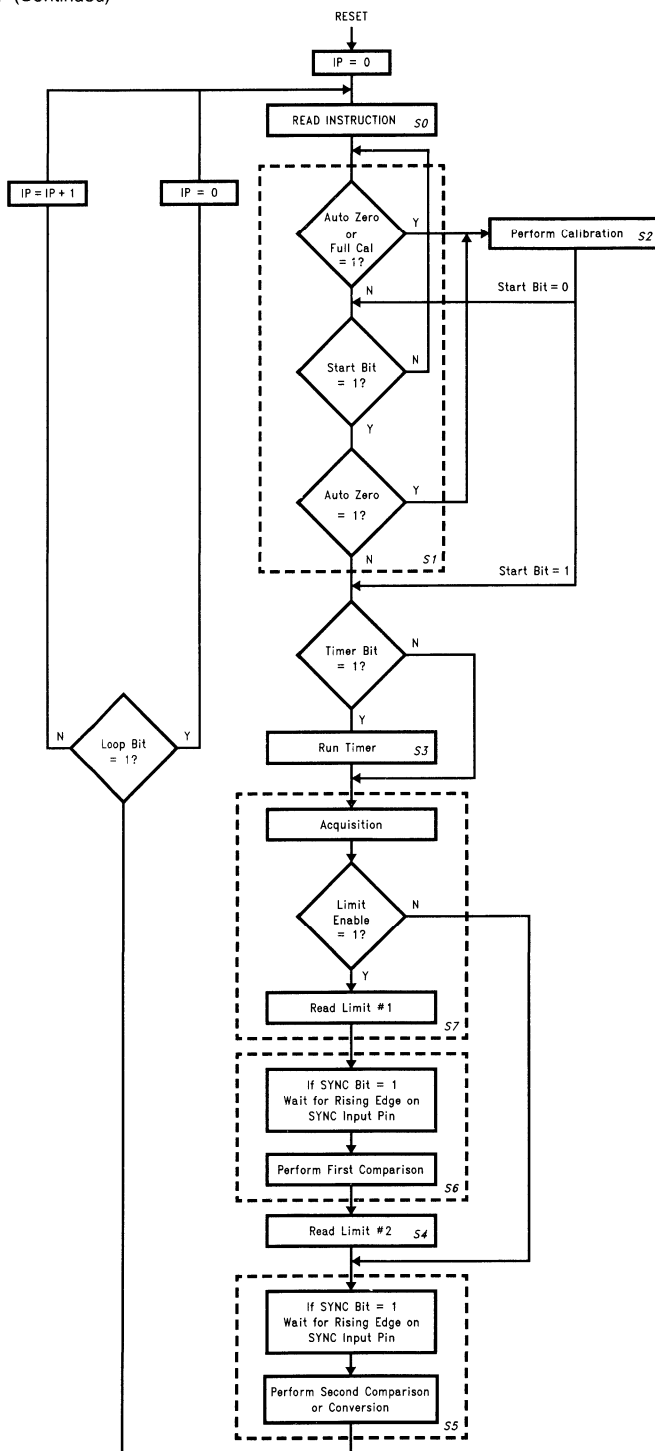 (Continued)
RESET
IP = 0
READ INSTRUCTION S0
IP = IP + 1
IP = 0
Auto Zero
or
Full Cal
= 1?
Y
Perform Calibration S2
N
Start Bit = 0
Start Bit
= 1?
N
Y
Auto Zero
= 1?
Y
N
S1
Start Bit = 1
Timer Bit
= 1?
N
Y
Run Timer S3
N
Loop Bit
= 1?
Y
Acquisition
Limit
Enable
= 1?
N
Y
Read Limit #1
S7
If SYNC Bit = 1
Wait for Rising Edge on
SYNC Input Pin
Perform First Comparison
S6
Read Limit #2 S4
If SYNC Bit = 1
Wait for Rising Edge on
SYNC Input Pin
Perform Second Comparison
or Conversion
S5